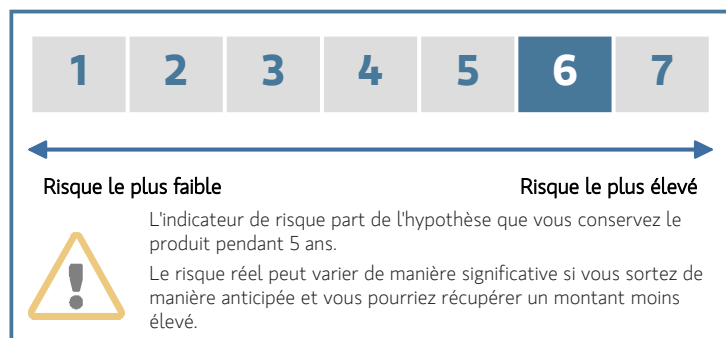 1 2 3 4 5 6 7
Risque le plus faible Risque le plus élevé
L'indicateur de risque part de l'hypothèse que vous conservez le
produit pendant 5 ans.
Le risque réel peut varier de manière significative si vous sortez de
manière anticipée et vous pourriez récupérer un montant moins
élevé.